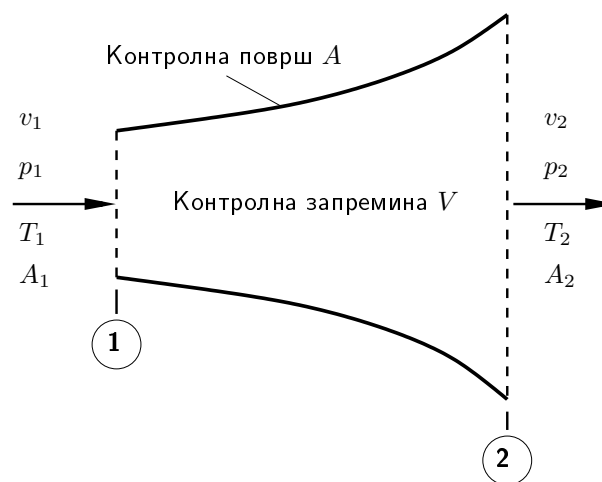 Контролна површ A
v₁
p₁
T₁
A₁
Контролна запремина V
v₂
p₂
T₂
A₂
1
2